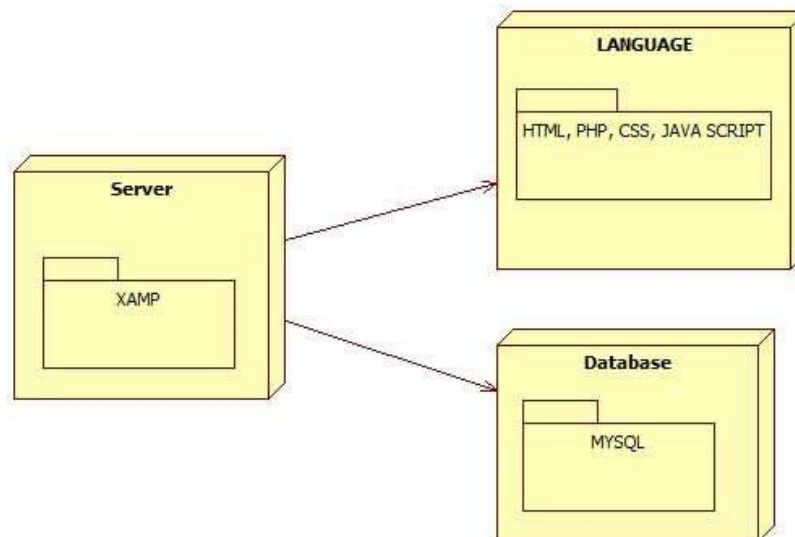 LANGUAGE
HTML, PHP, CSS, JAVA SCRIPT
Server
XAMP
Database
MYSQL